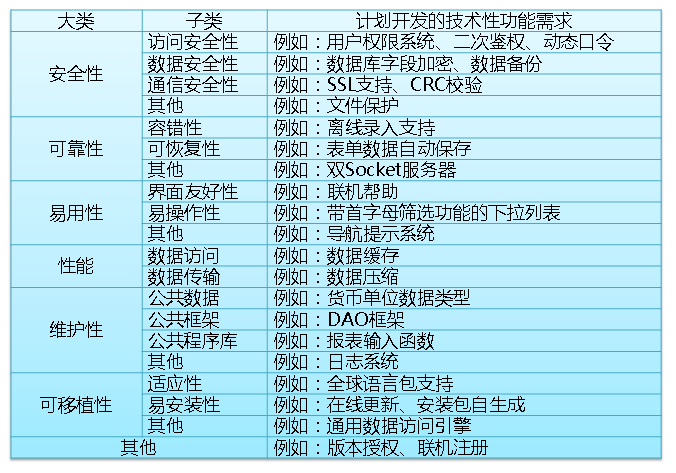 大类 子类 计划开发的技术性功能需求
安全性 访问安全性 例如：用户权限系统、二次鉴权、动态口令
数据安全性 例如：数据库字段加密、数据备份
通信安全性 例如：SSL支持、CRC校验
其他 例如：文件保护
可靠性 容错性 例如：离线录入支持
可恢复性 例如：表单数据自动保存
其他 例如：双Socket服务器
易用性 界面友好性 例如：联机帮助
易操作性 例如：带首字母筛选功能的下拉列表
其他 例如：导航提示系统
性能 数据访问 例如：数据缓存
数据传输 例如：数据压缩
维护性 公共数据 例如：货币单位数据类型
公共框架 例如：DAO框架
公共程序库 例如：报表输入函数
其他 例如：日志系统
可移植性 适应性 例如：全球语言包支持
易安装性 例如：在线更新、安装包自生成
其他 例如：通用数据访问引擎
其他 例如：版本授权、联机注册